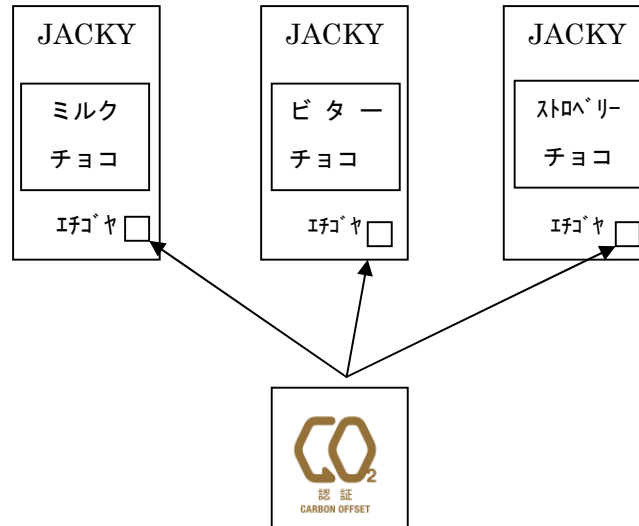 JACKY
ミルク
チョコ
ｴﾁｺﾞﾔ
JACKY
ビ タ ー
チョコ
ｴﾁｺﾞﾔ
JACKY
ｽﾄﾛﾍﾞﾘｰ
チョコ
ｴﾁｺﾞﾔ
CO2
認 証
CARBON OFFSET